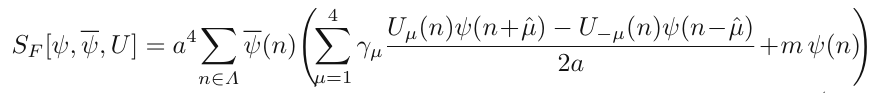 $S_F[\psi,\overline{\psi},U] = a^4 \sum_{n\in\Lambda} \overline{\psi}(n) \left( \sum_{\mu=1}^{4} \gamma_\mu \frac{U_\mu(n)\psi(n+\hat{\mu}) - U_{-\mu}(n)\psi(n-\hat{\mu})}{2a} + m\,\psi(n) \right)$